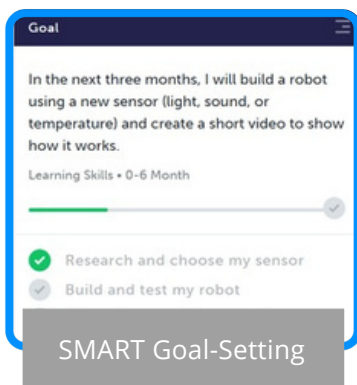 Goal
In the next three months, I will build a robot
using a new sensor (light, sound, or
temperature) and create a short video to show
how it works.
Learning Skills • 0-6 Month
Research and choose my sensor
Build and test my robot
SMART Goal-Setting